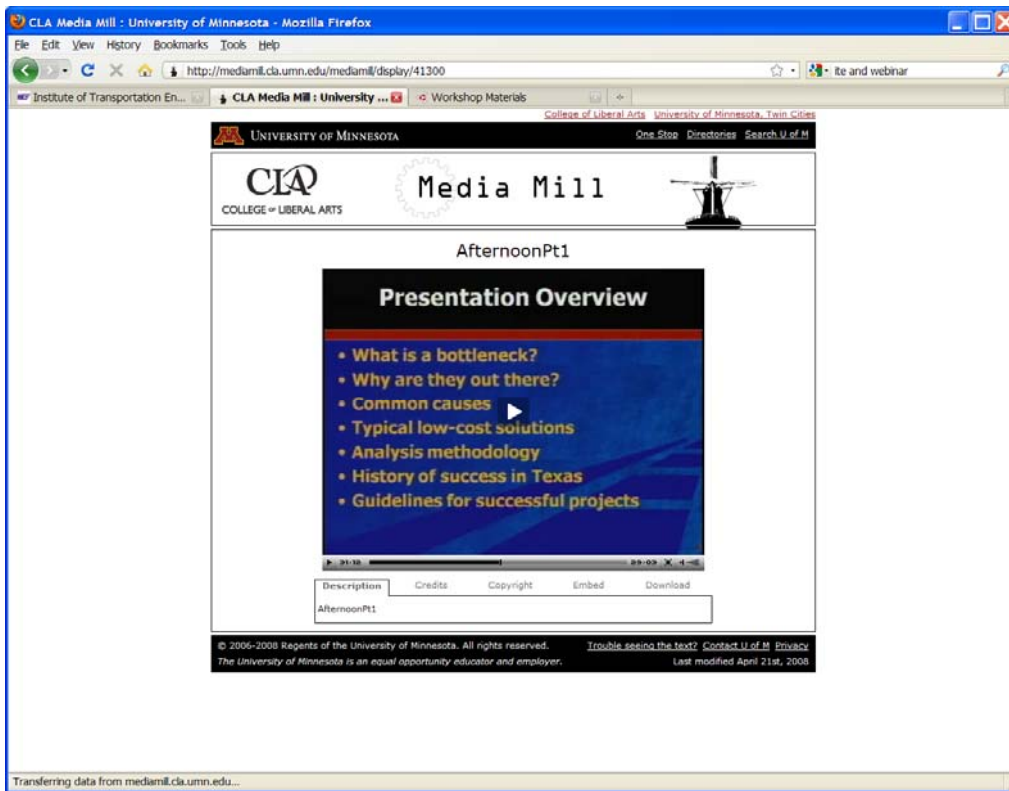 CLA Media Mill : University of Minnesota - Mozilla Firefox
File Edit View History Bookmarks Tools Help
http://mediamill.cla.umn.edu/mediamill/display/41300
ite and webinar
Institute of Transportation En...
CLA Media Mill : University ...
Workshop Materials
College of Liberal Arts University of Minnesota, Twin Cities
UNIVERSITY OF MINNESOTA
One Stop Directories Search U of M
CLA
COLLEGE of LIBERAL ARTS
Media Mill
AfternoonPt1
Presentation Overview
• What is a bottleneck?
• Why are they out there?
• Common causes
• Typical low-cost solutions
• Analysis methodology
• History of success in Texas
• Guidelines for successful projects
31:12
Description Credits Copyright Embed Download
AfternoonPt1
© 2006-2008 Regents of the University of Minnesota. All rights reserved.
Trouble seeing the text? Contact U of M Privacy
The University of Minnesota is an equal opportunity educator and employer.
Last modified April 21st, 2008
Transferring data from mediamill.cla.umn.edu...